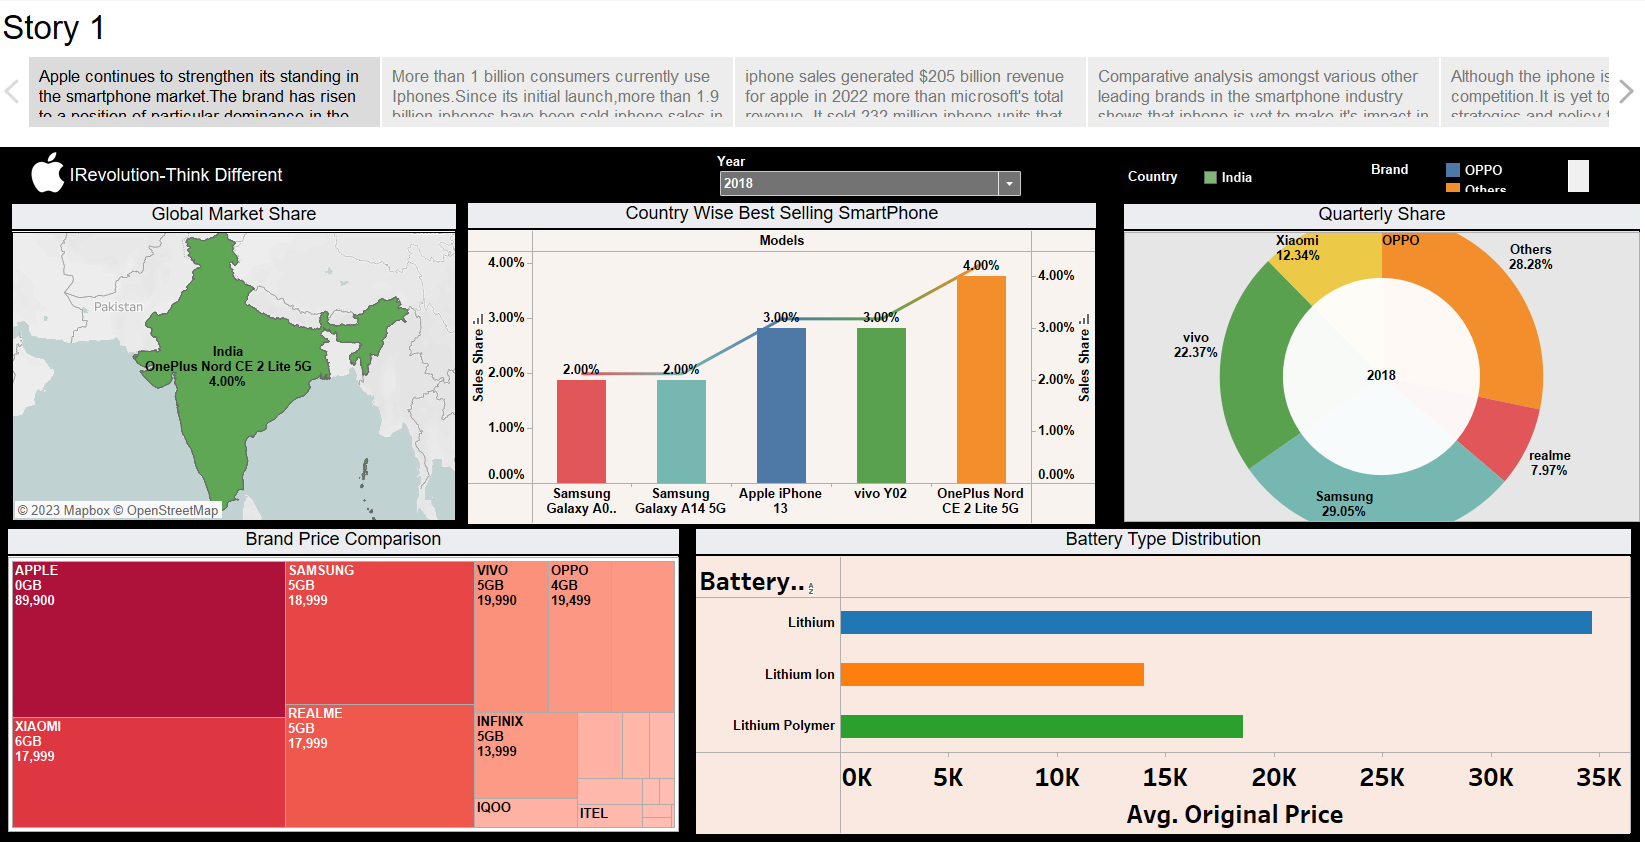 Story 1
Apple continues to strengthen its standing in
the smartphone market.The brand has risen
to a position of particular dominance in the
More than 1 billion consumers currently use
Iphones.Since its initial launch,more than 1.9
billion iphones have been sold.iphone sales in
iphone sales generated $205 billion revenue
for apple in 2022 more than microsoft's total
revenue. It sold 232 million iphone units that
Comparative analysis amongst various other
leading brands in the smartphone industry
shows that iphone is yet to make it's impact in
Although the iphone is
competition.It is yet to
strategies and policy
IRevolution-Think Different
Year
2018
Country
India
Brand
OPPO
Others
Global Market Share
Pakistan
India
OnePlus Nord CE 2 Lite 5G
4.00%
© 2023 Mapbox © OpenStreetMap
Country Wise Best Selling SmartPhone
Models
Sales Share
4.00%
3.00%
2.00%
1.00%
0.00%
2.00%
2.00%
3.00%
3.00%
4.00%
4.00%
3.00%
2.00%
1.00%
0.00%
Sales Share
Samsung
Galaxy A0..
Samsung
Galaxy A14 5G
Apple iPhone
13
vivo Y02
OnePlus Nord
CE 2 Lite 5G
Quarterly Share
Xiaomi
12.34%
OPPO
Others
28.28%
vivo
22.37%
2018
realme
7.97%
Samsung
29.05%
Brand Price Comparison
APPLE
0GB
89,900
SAMSUNG
5GB
18,999
VIVO
5GB
19,990
OPPO
4GB
19,499
XIAOMI
6GB
17,999
REALME
5GB
17,999
INFINIX
5GB
13,999
IQOO
ITEL
Battery Type Distribution
Battery..
Lithium
Lithium Ion
Lithium Polymer
0K 5K 10K 15K 20K 25K 30K 35K
Avg. Original Price